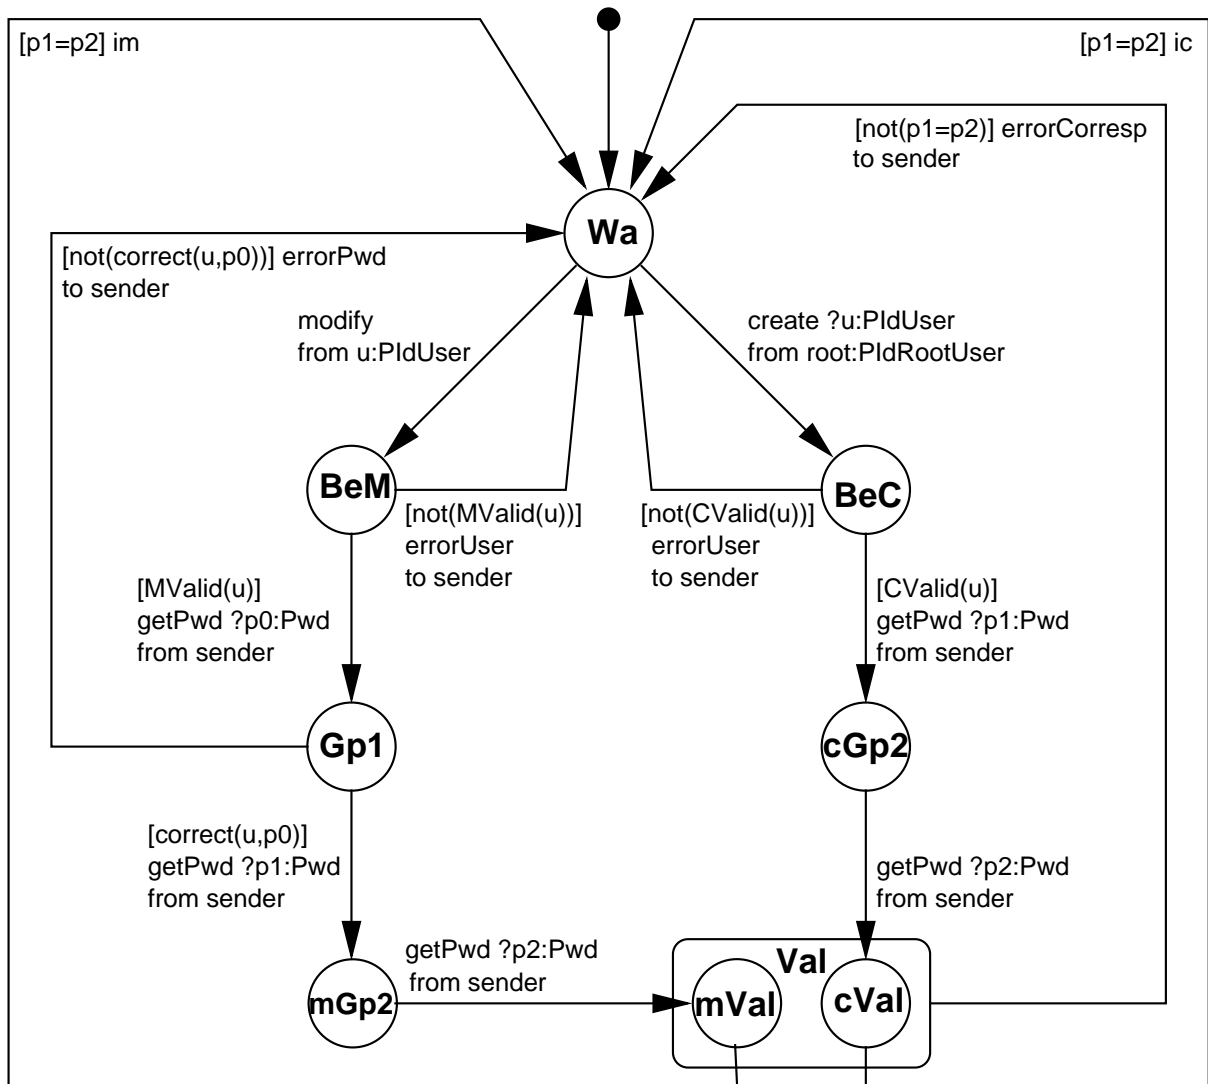 [p1=p2] im
[p1=p2] ic
[not(p1=p2)] errorCorresp
to sender
Wa
[not(correct(u,p0))] errorPwd
to sender
modify
from u:PIdUser
create ?u:PIdUser
from root:PIdRootUser
BeM
BeC
[not(MValid(u))]
errorUser
to sender
[not(CValid(u))]
errorUser
to sender
[MValid(u)]
getPwd ?p0:Pwd
from sender
[CValid(u)]
getPwd ?p1:Pwd
from sender
Gp1
cGp2
[correct(u,p0)]
getPwd ?p1:Pwd
from sender
getPwd ?p2:Pwd
from sender
getPwd ?p2:Pwd
from sender
Val
mGp2
mVal
cVal